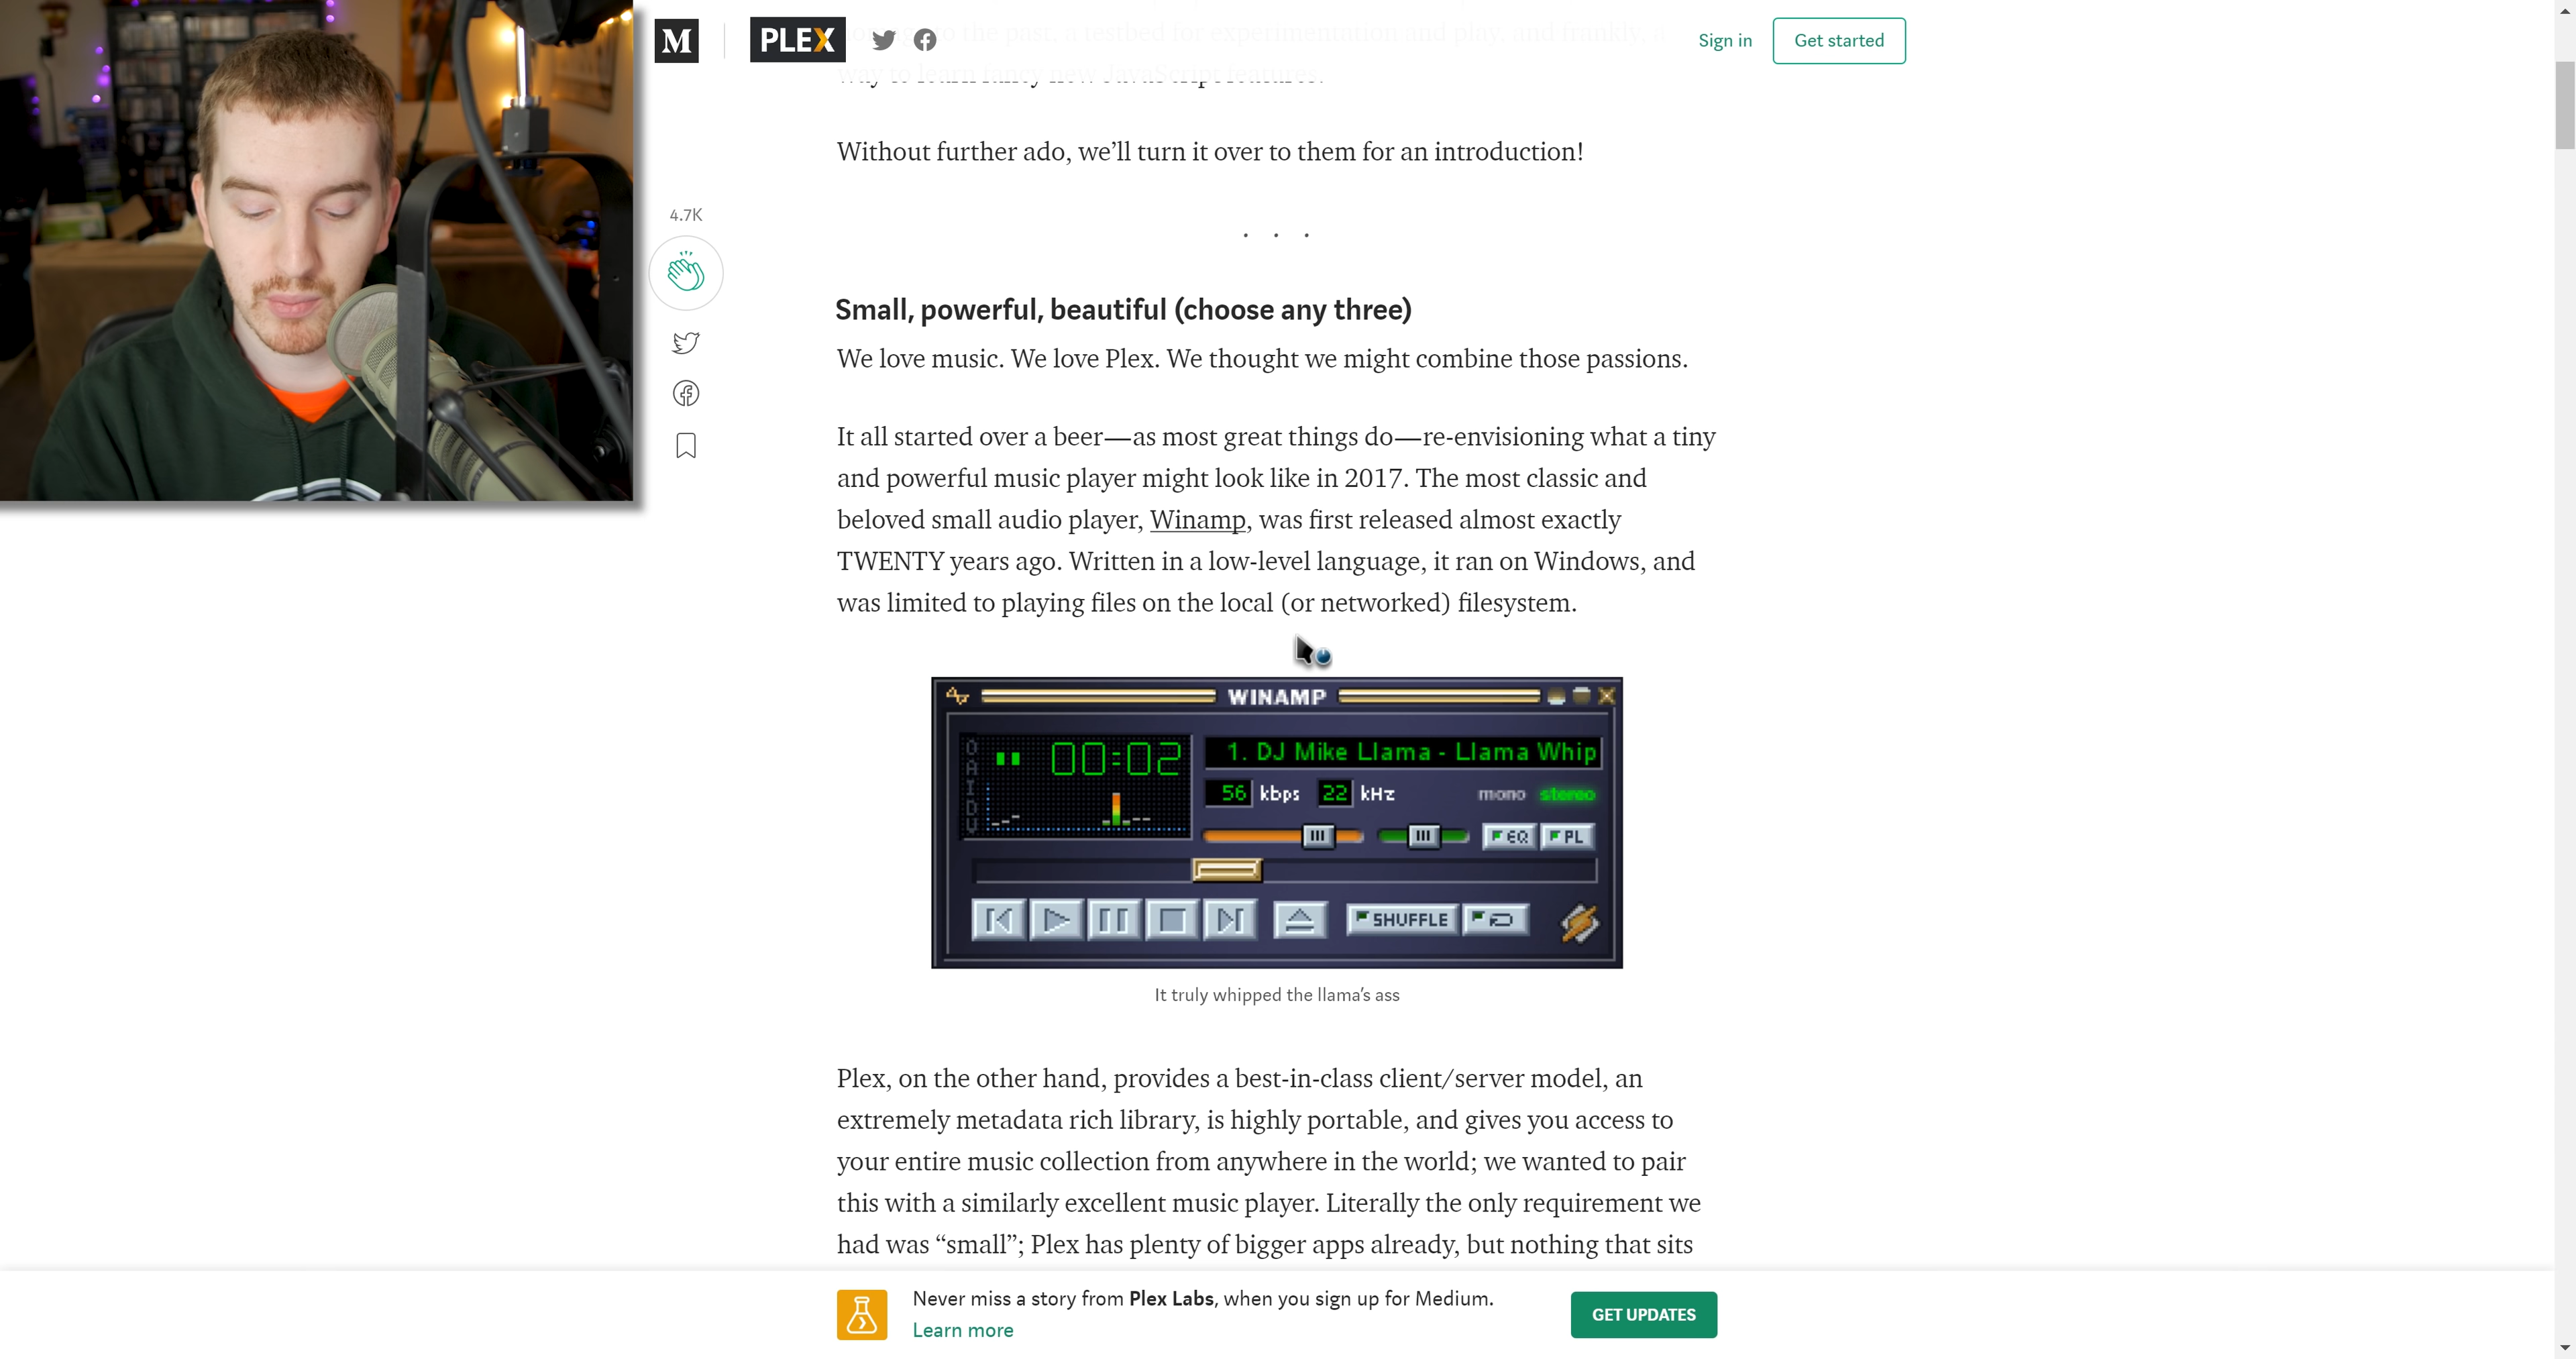 M PLEX
Sign in
Get started
way to learn fancy new JavaScript features.
Without further ado, we’ll turn it over to them for an introduction!
4.7K
Small, powerful, beautiful (choose any three)
We love music. We love Plex. We thought we might combine those passions.
It all started over a beer—as most great things do—re-envisioning what a tiny
and powerful music player might look like in 2017. The most classic and
beloved small audio player, Winamp, was first released almost exactly
TWENTY years ago. Written in a low-level language, it ran on Windows, and
was limited to playing files on the local (or networked) filesystem.
WINAMP
OAIDV
00:02
1. DJ Mike Llama - Llama Whip
56 kbps 22 kHz mono stereo
EQ PL
SHUFFLE
It truly whipped the llama’s ass
Plex, on the other hand, provides a best-in-class client/server model, an
extremely metadata rich library, is highly portable, and gives you access to
your entire music collection from anywhere in the world; we wanted to pair
this with a similarly excellent music player. Literally the only requirement we
had was “small”; Plex has plenty of bigger apps already, but nothing that sits
Never miss a story from Plex Labs, when you sign up for Medium.
Learn more
GET UPDATES